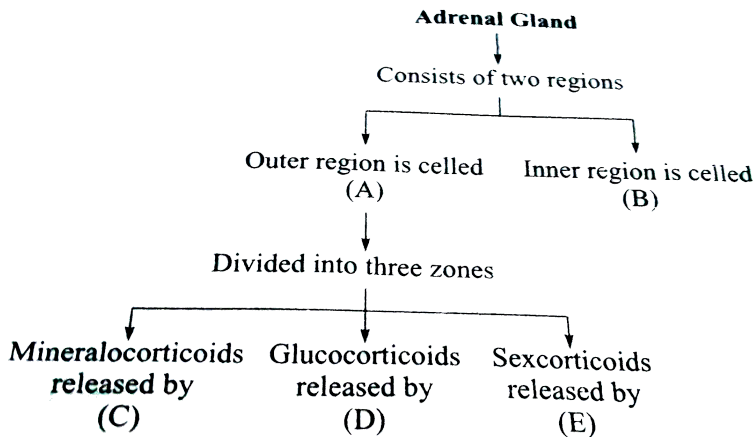 Adrenal Gland
Consists of two regions
Outer region is celled
(A)
Inner region is celled
(B)
Divided into three zones
Mineralocorticoids
released by
(C)
Glucocorticoids
released by
(D)
Sexcorticoids
released by
(E)